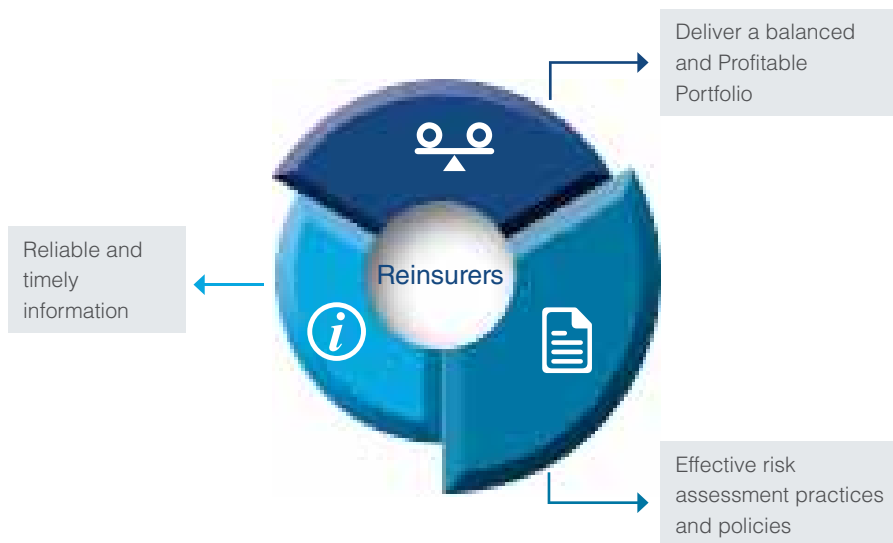 Deliver a balanced
and Profitable
Portfolio
Reliable and
timely
information
Reinsurers
i
Effective risk
assessment practices
and policies